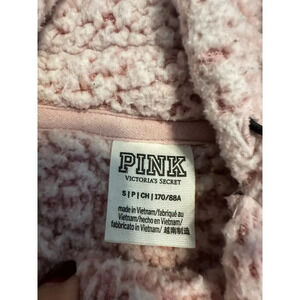 PINK
VICTORIA'S SECRET
S | P | CH | 170/88A
made in Vietnam/fabriqué au
Vietnam/hecho en Vietnam/
fabbricato in Vietnam/ 越南制造